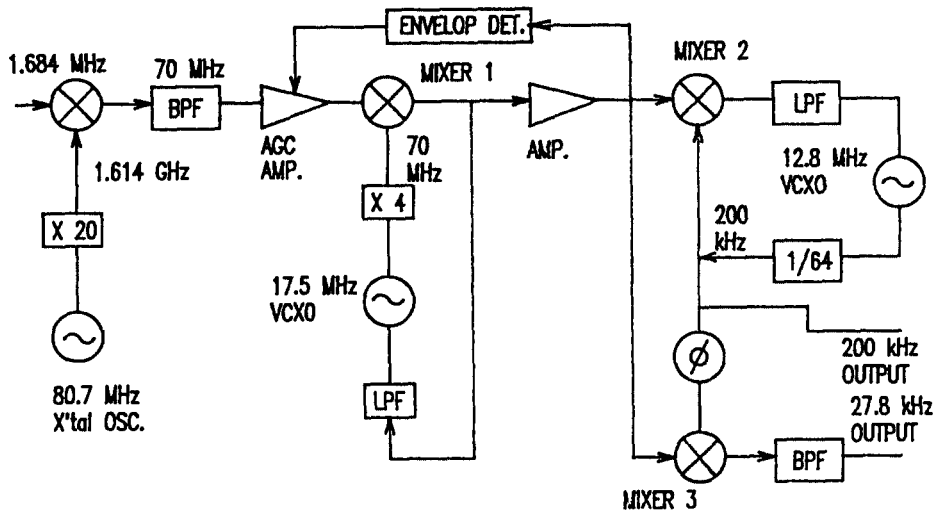 ENVELOP DET.
1.684 MHz
70 MHz
BPF
AGC
AMP.
MIXER 1
AMP.
MIXER 2
LPF
12.8 MHz
VCXO
1.614 GHz
X 20
70
MHz
X 4
200
kHz
1/64
17.5 MHz
VCXO
LPF
80.7 MHz
X'tal OSC.
ϕ
200 kHz
OUTPUT
27.8 kHz
OUTPUT
BPF
MIXER 3